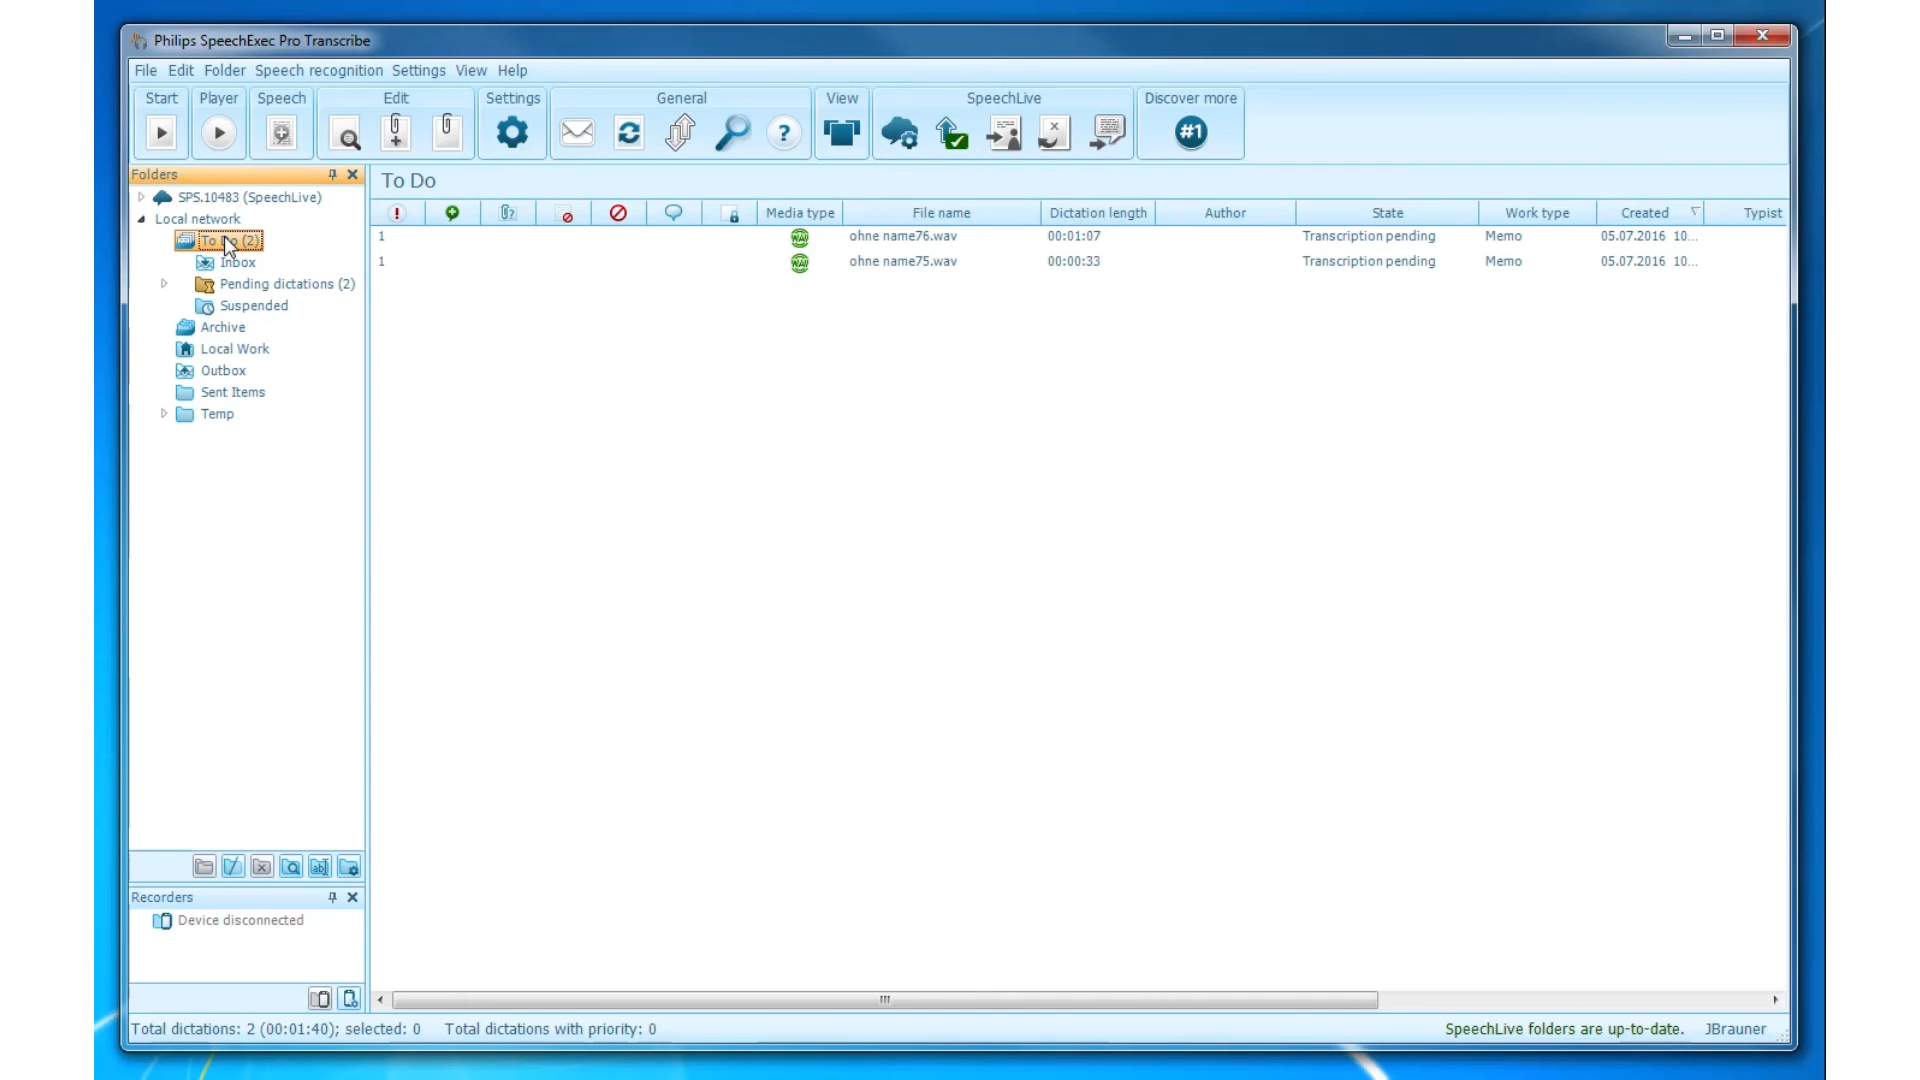 Philips SpeechExec Pro Transcribe
File Edit Folder Speech recognition Settings View Help
Start Player Speech Edit Settings General View SpeechLive Discover more
? #1
Folders
To Do
SPS.10483 (SpeechLive)
! Media type File name Dictation length Author State Work type Created Typist
Local network
1 WAV ohne name76.wav 00:01:07 Transcription pending Memo 05.07.2016 10...
To Do (2)
1 WAV ohne name75.wav 00:00:33 Transcription pending Memo 05.07.2016 10...
Inbox
Pending dictations (2)
Suspended
Archive
Local Work
Outbox
Sent Items
Temp
ab
Recorders
Device disconnected
Total dictations: 2 (00:01:40); selected: 0 Total dictations with priority: 0 SpeechLive folders are up-to-date. JBrauner